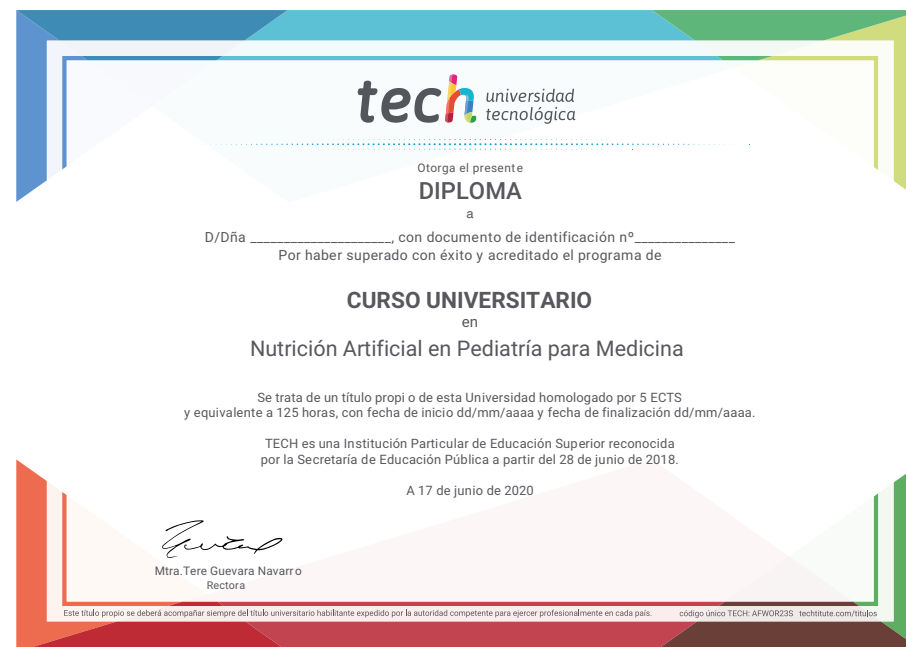 tech universidad
tecnológica
Otorga el presente
DIPLOMA
a
D/Dña ______________________, con documento de identificación nº_______________
Por haber superado con éxito y acreditado el programa de
CURSO UNIVERSITARIO
en
Nutrición Artificial en Pediatría para Medicina
Se trata de un título propi o de esta Universidad homologado por 5 ECTS
y equivalente a 125 horas, con fecha de inicio dd/mm/aaaa y fecha de finalización dd/mm/aaaa.
TECH es una Institución Particular de Educación Superior reconocida
por la Secretaría de Educación Pública a partir del 28 de junio de 2018.
A 17 de junio de 2020
Mtra.Tere Guevara Navarro
Rectora
Este título propio se deberá acompañar siempre del título universitario habilitante expedido por la autoridad competente para ejercer profesionalmente en cada país. código único TECH: AFWOR23S techtitute.com/titulos